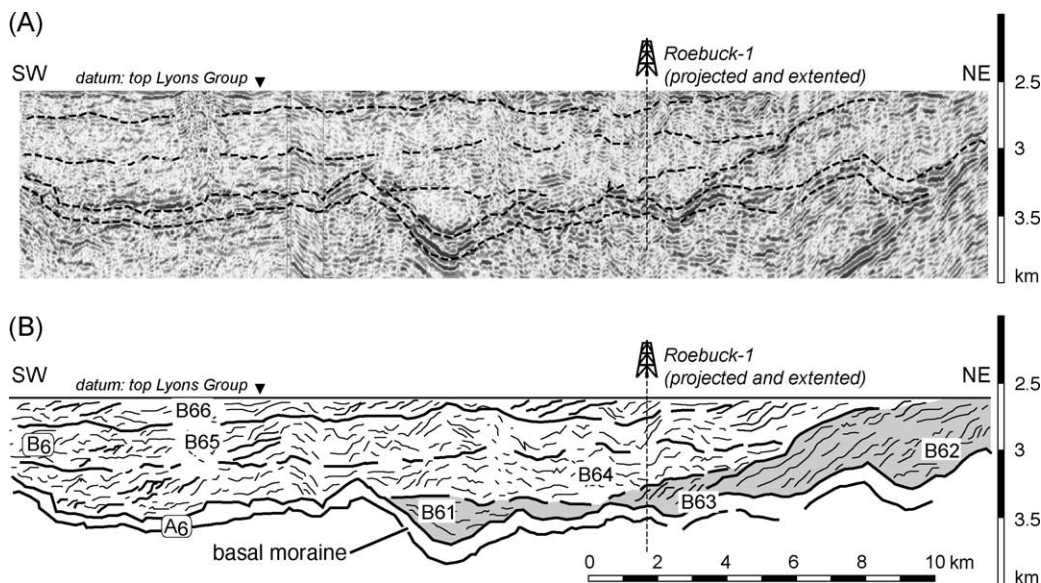 (A)
SW
datum: top Lyons Group
Roebuck-1
(projected and extented)
NE
2.5
3
3.5
km
(B)
SW
datum: top Lyons Group
Roebuck-1
(projected and extented)
NE
2.5
B66
B6
B65
B64
B62
3
B61
B63
A6
3.5
basal moraine
0 2 4 6 8 10 km
km